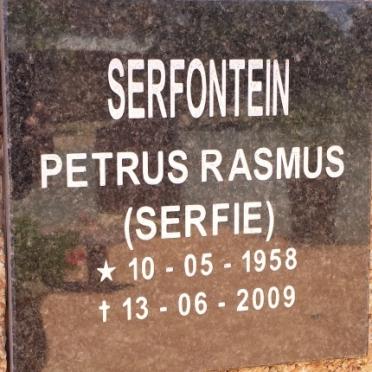 SERFONTEIN
PETRUS RASMUS
(SERFIE)
★ 10 - 05 - 1958
† 13 - 06 - 2009